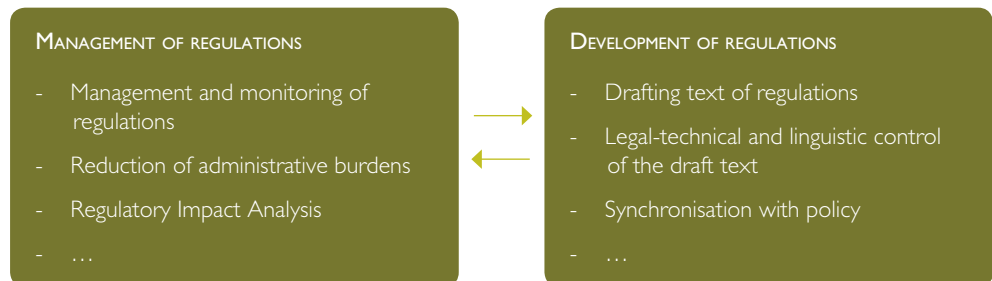 MANAGEMENT OF REGULATIONS
- Management and monitoring of
regulations
- Reduction of administrative burdens
- Regulatory Impact Analysis
- …
DEVELOPMENT OF REGULATIONS
- Drafting text of regulations
- Legal-technical and linguistic control
of the draft text
- Synchronisation with policy
- …